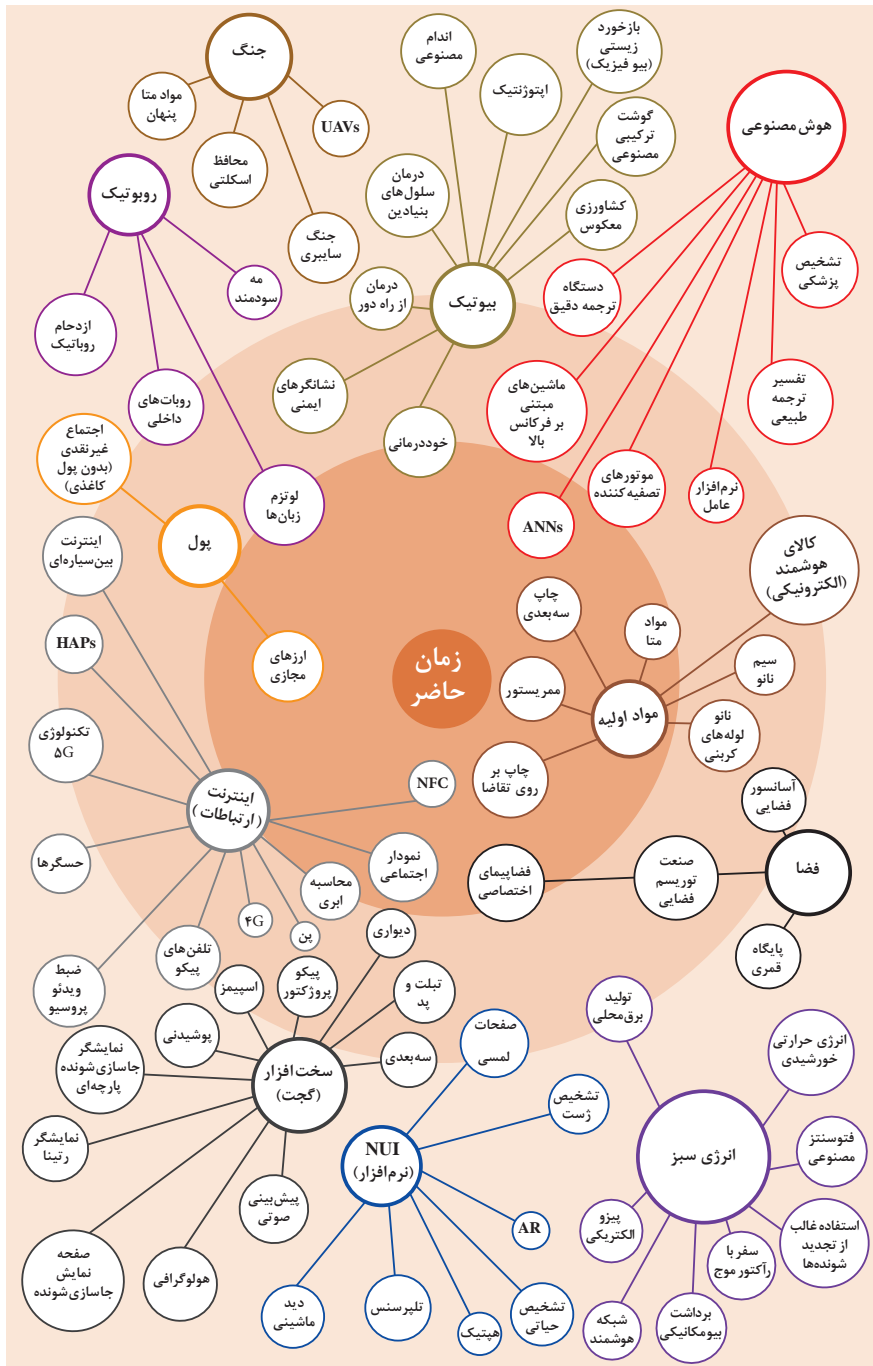 جنگ
مواد متا
پنهان
محافظ
اسکلتی
جنگ
سایبری
UAVs
اندام
مصنوعی
اپتوژنتیک
بازخورد
زیستی
(بیو فیزیک)
گوشت
ترکیبی
مصنوعی
کشاورزی
معکوس
درمان
سلول‌های
بنیادین
درمان
از راه دور
بیوتیک
نشانگرهای
ایمنی
خوددرمانی
هوش مصنوعی
تشخیص
پزشکی
تفسیر
ترجمه
طبیعی
نرم‌افزار
عامل
موتورهای
تصفیه‌کننده
ANNs
ماشین‌های
مبتنی
بر فرکانس
بالا
دستگاه
ترجمه دقیق
روبوتیک
مه
سودمند
ازدحام
روباتیک
روبات‌های
داخلی
لوتزم
زبان‌ها
اجتماع
غیرنقدی
(بدون پول
کاغذی)
پول
ارزهای
مجازی
زمان
حاضر
کالای
هوشمند
(الکترونیکی)
مواد
متا
چاپ
سه‌بعدی
ممریستور
مواد اولیه
سیم
نانو
نانو
لوله‌های
کربنی
چاپ بر
روی تقاضا
اینترنت
بین‌سیاره‌ای
HAPs
تکنولوژی
۵G
حسگرها
ضبط
ویدئو
پروسیو
اینترنت
(ارتباطات)
NFC
نمودار
اجتماعی
محاسبه
ابری
پن
۴G
تلفن‌های
پیکو
آسانسور
فضایی
فضا
صنعت
توریسم
فضایی
فضاپیمای
اختصاصی
پایگاه
قمری
دیواری
پیکو
پروژکتور
اسپیمز
تبلت و
پد
پوشیدنی
سه‌بعدی
سخت‌افزار
(گجت)
نمایشگر
جاسازی‌شونده
پارچه‌ای
نمایشگر
رتینا
صفحه
نمایش
جاسازی‌شونده
هولوگرافی
پیش‌بینی
صوتی
صفحات
لمسی
تشخیص
ژست
NUI
(نرم‌افزار)
AR
تشخیص
حیاتی
هپتیک
تلپرسنس
دید
ماشینی
تولید
برق‌محلی
انرژی حرارتی
خورشیدی
فتوسنتز
مصنوعی
انرژی سبز
استفاده غالب
از تجدید
شونده‌ها
سفر با
رآکتور موج
برداشت
بیومکانیکی
شبکه
هوشمند
پیزو
الکتریکی